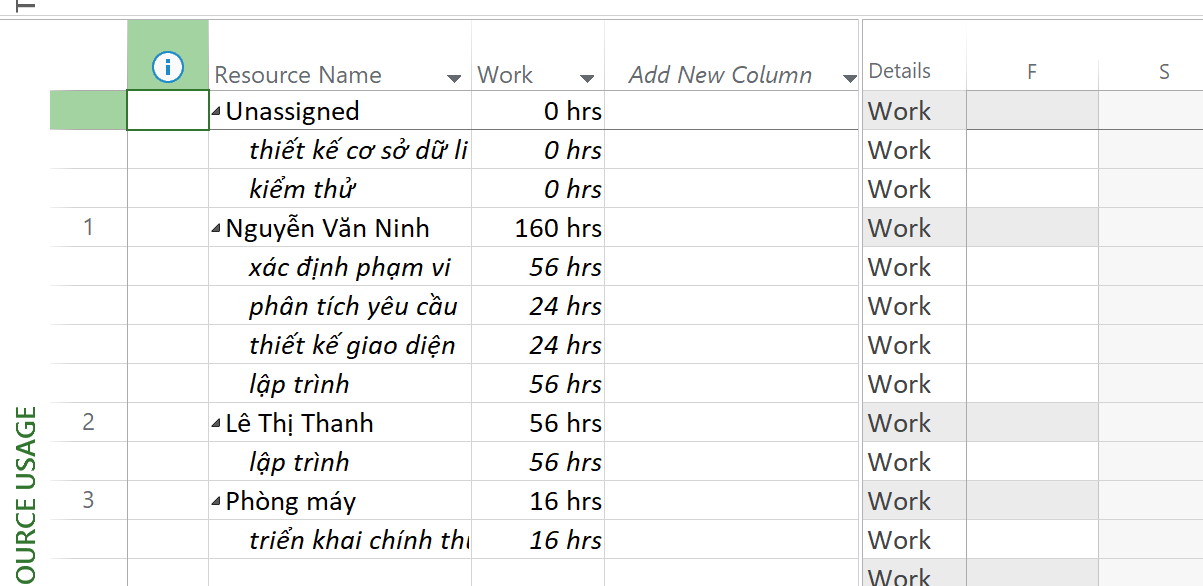 Resource Name Work Add New Column Details F S
Unassigned 0 hrs Work
thiết kế cơ sở dữ li 0 hrs Work
kiểm thử 0 hrs Work
1 Nguyễn Văn Ninh 160 hrs Work
xác định phạm vi 56 hrs Work
phân tích yêu cầu 24 hrs Work
thiết kế giao diện 24 hrs Work
lập trình 56 hrs Work
2 Lê Thị Thanh 56 hrs Work
lập trình 56 hrs Work
3 Phòng máy 16 hrs Work
triển khai chính 16 hrs Work
Work
OURCE USAGE